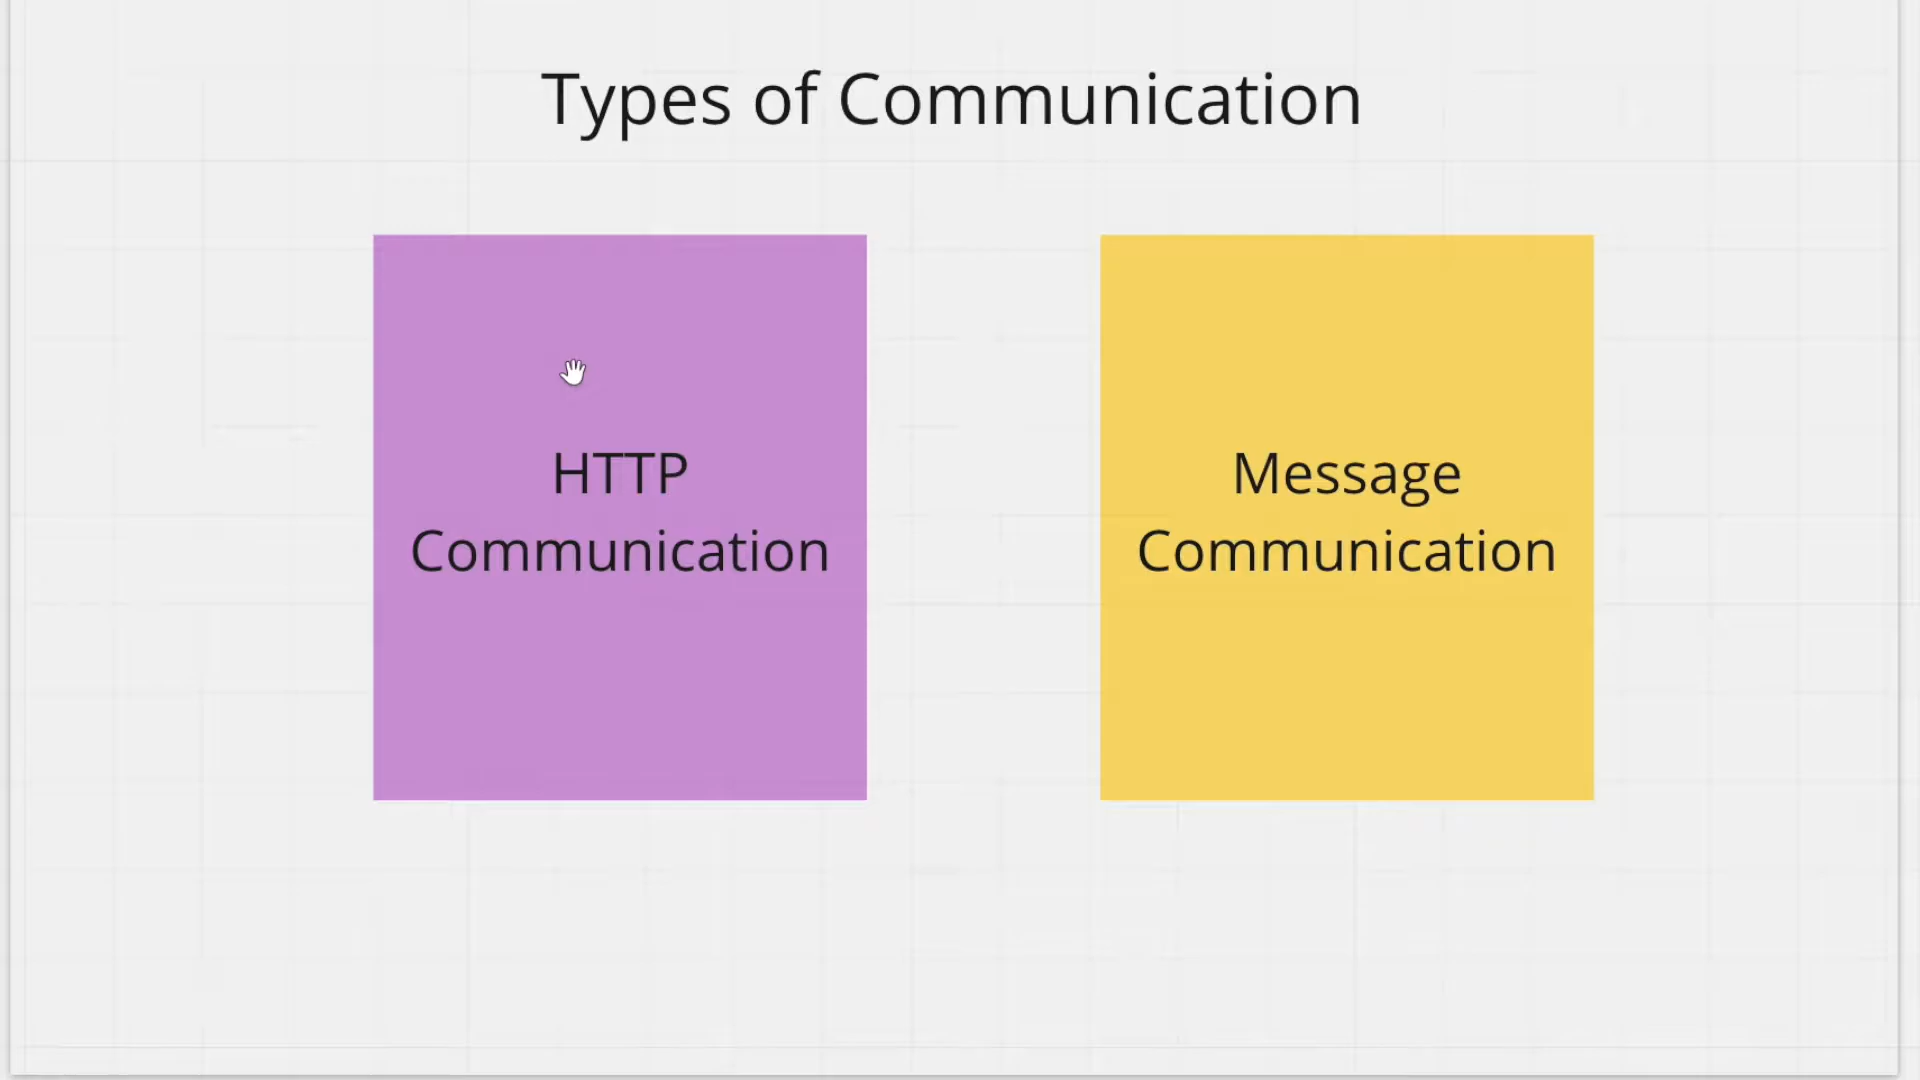 Types of Communication
HTTP
Communication
Message
Communication